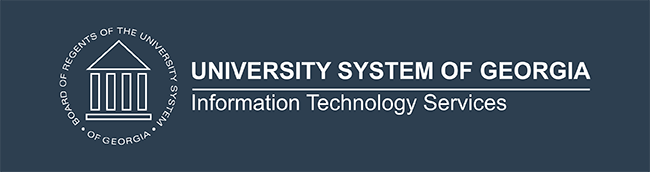 BOARD OF REGENTS OF THE UNIVERSITY SYSTEM
• OF GEORGIA •
UNIVERSITY SYSTEM OF GEORGIA
Information Technology Services